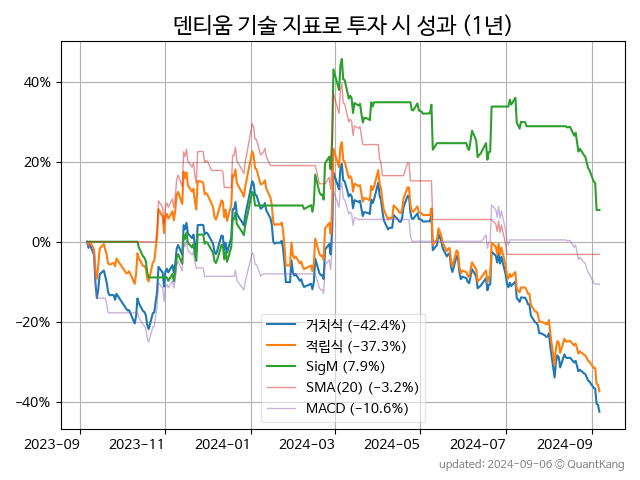 덴티움 기술 지표로 투자 시 성과 (1년)
40%
20%
0%
−20%
−40%
거치식 (−42.4%)
적립식 (−37.3%)
SigM (7.9%)
SMA(20) (−3.2%)
MACD (−10.6%)
2023-09 2023-11 2024-01 2024-03 2024-05 2024-07 2024-09
updated: 2024-09-06 © QuantKang